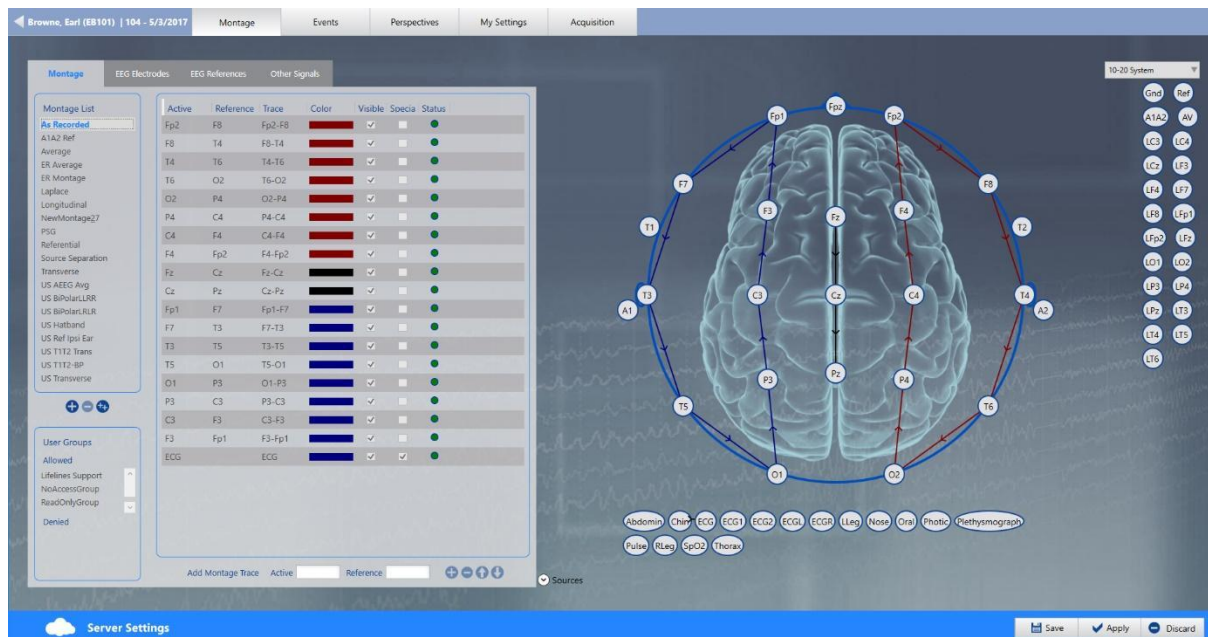 Browne, Earl (EB101) | 104 - 5/3/2017 Montage Events Perspectives My Settings Acquisition
Montage EEG Electrodes EEG References Other Signals
Montage List
As Recorded
A1A2 Ref
Average
ER Average
ER Montage
Laplace
Longitudinal
NewMontage27
PSG
Referential
Source Separation
Transverse
US AEEG Avg
US BiPolarLLRR
US BiPolarLRLR
US Hatband
US Ref Ipsi Ear
US T1T2 Trans
US T1T2-BP
US Transverse
User Groups
Allowed
Lifelines Support
NoAccessGroup
ReadOnlyGroup
Denied
Active Reference Trace Color Visible Specia Status
Fp2 F8 Fp2-F8
F8 T4 F8-T4
T4 T6 T4-T6
T6 O2 T6-O2
O2 P4 O2-P4
P4 C4 P4-C4
C4 F4 C4-F4
F4 Fp2 F4-Fp2
Fz Cz Fz-Cz
Cz Pz Cz-Pz
Fp1 F7 Fp1-F7
F7 T3 F7-T3
T3 T5 T3-T5
T5 O1 T5-O1
O1 P3 O1-P3
P3 C3 P3-C3
C3 F3 C3-F3
F3 Fp1 F3-Fp1
ECG ECG
Add Montage Trace Active Reference
Sources
Fpz
Fp1 Fp2
F7 F8
F3 Fz F4
T1 T2
T3 C3 Cz C4 T4
A1 A2
P3 Pz P4
T5 T6
O1 O2
Abdomin Chin ECG ECG1 ECG2 ECGL ECGR LLeg Nose Oral Photic Plethysmograph
Pulse RLeg SpO2 Thorax
10-20 System
Gnd Ref
A1A2 AV
LC3 LC4
LCz LF3
LF4 LF7
LF8 LFp1
LFp2 LFz
LO1 LO2
LP3 LP4
LPz LT3
LT4 LT5
LT6
Server Settings Save Apply Discard